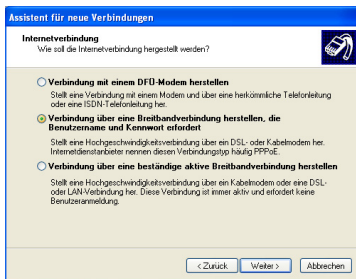 Assistent für neue Verbindungen
Internetverbindung
Wie soll die Internetverbindung hergestellt werden?
Verbindung mit einem DFÜ-Modem herstellen
Stellt eine Verbindung mit einem Modem und über eine herkömmliche Telefonleitung
oder eine ISDN-Telefonleitung her.
Verbindung über eine Breitbandverbindung herstellen, die
Benutzername und Kennwort erfordert
Stellt eine Hochgeschwindigkeitsverbindung über ein DSL- oder Kabelmodem her.
Internetdienstanbieter nennen diesen Verbindungstyp häufig PPPoE.
Verbindung über eine beständige aktive Breitbandverbindung herstellen
Stellt eine Hochgeschwindigkeitsverbindung über ein Kabelmodem oder eine DSL-
oder LAN-Verbindung her. Diese Verbindung ist immer aktiv und erfordert keine
Benutzeranmeldung.
< Zurück Weiter > Abbrechen